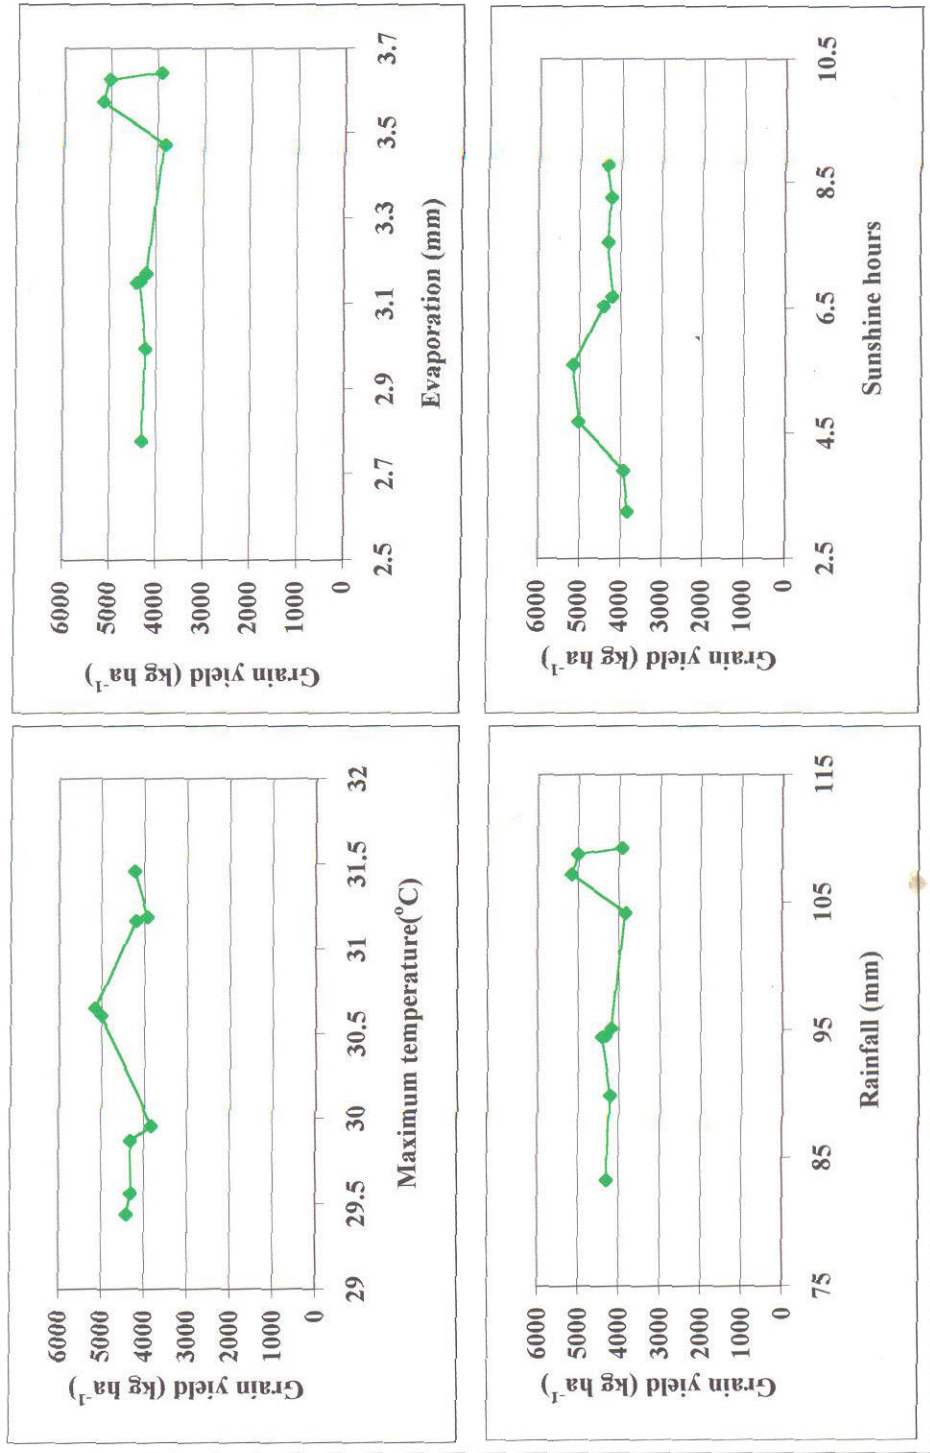 Grain yield (kg ha⁻¹)
6000
5000
4000
3000
2000
1000
0
29 29.5 30 30.5 31 31.5 32
Maximum temperature(°C)
Grain yield (kg ha⁻¹)
6000
5000
4000
3000
2000
1000
0
2.5 2.7 2.9 3.1 3.3 3.5 3.7
Evaporation (mm)
Grain yield (kg ha⁻¹)
6000
5000
4000
3000
2000
1000
0
75 85 95 105 115
Rainfall (mm)
Grain yield (kg ha⁻¹)
6000
5000
4000
3000
2000
1000
0
2.5 4.5 6.5 8.5 10.5
Sunshine hours